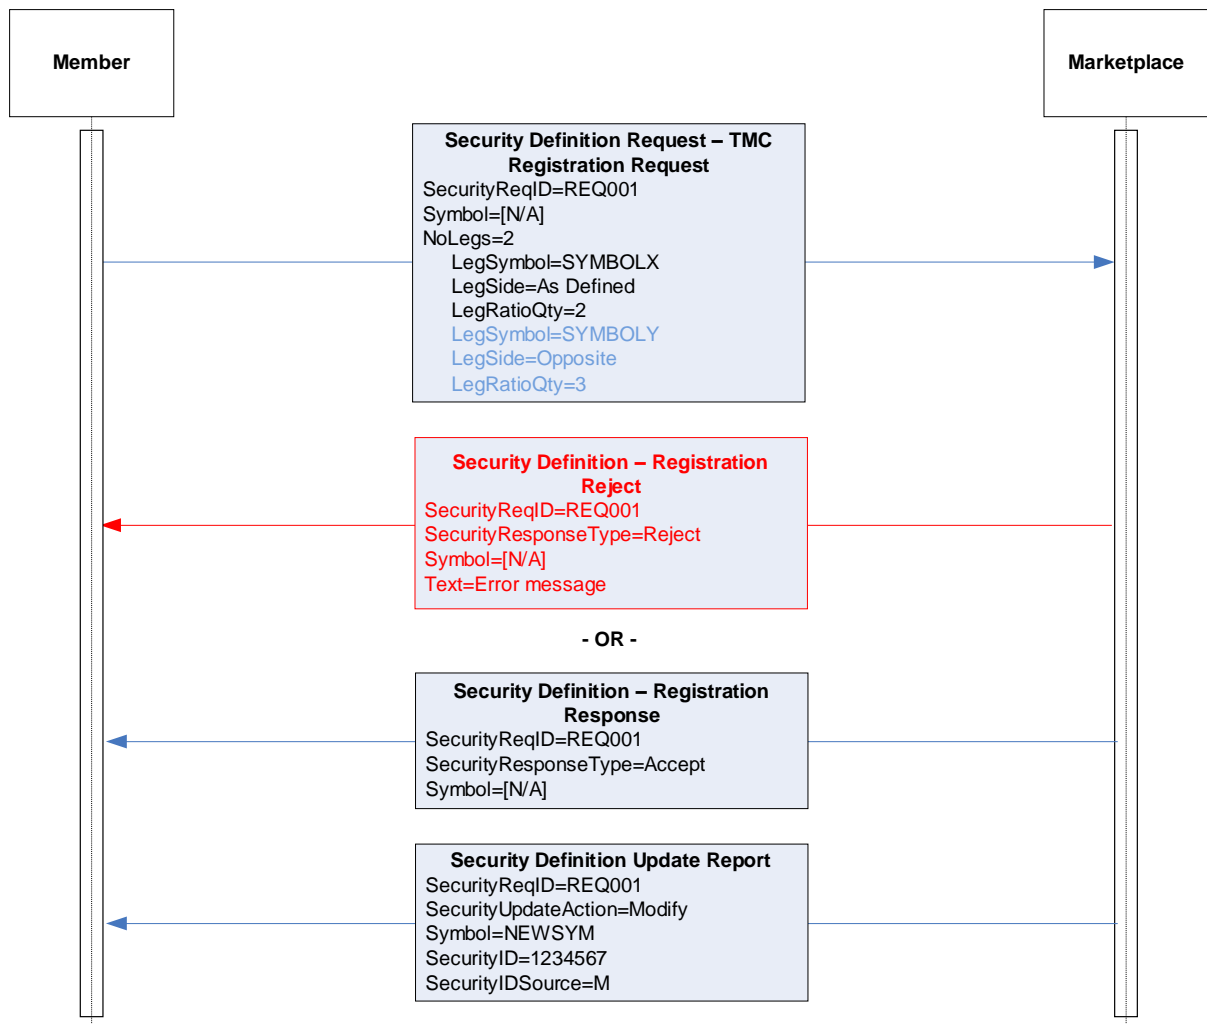 Member
Marketplace
Security Definition Request – TMC
Registration Request
SecurityReqID=REQ001
Symbol=[N/A]
NoLegs=2
LegSymbol=SYMBOLX
LegSide=As Defined
LegRatioQty=2
LegSymbol=SYMBOLY
LegSide=Opposite
LegRatioQty=3
Security Definition – Registration
Reject
SecurityReqID=REQ001
SecurityResponseType=Reject
Symbol=[N/A]
Text=Error message
- OR -
Security Definition – Registration
Response
SecurityReqID=REQ001
SecurityResponseType=Accept
Symbol=[N/A]
Security Definition Update Report
SecurityReqID=REQ001
SecurityUpdateAction=Modify
Symbol=NEWSYM
SecurityID=1234567
SecurityIDSource=M